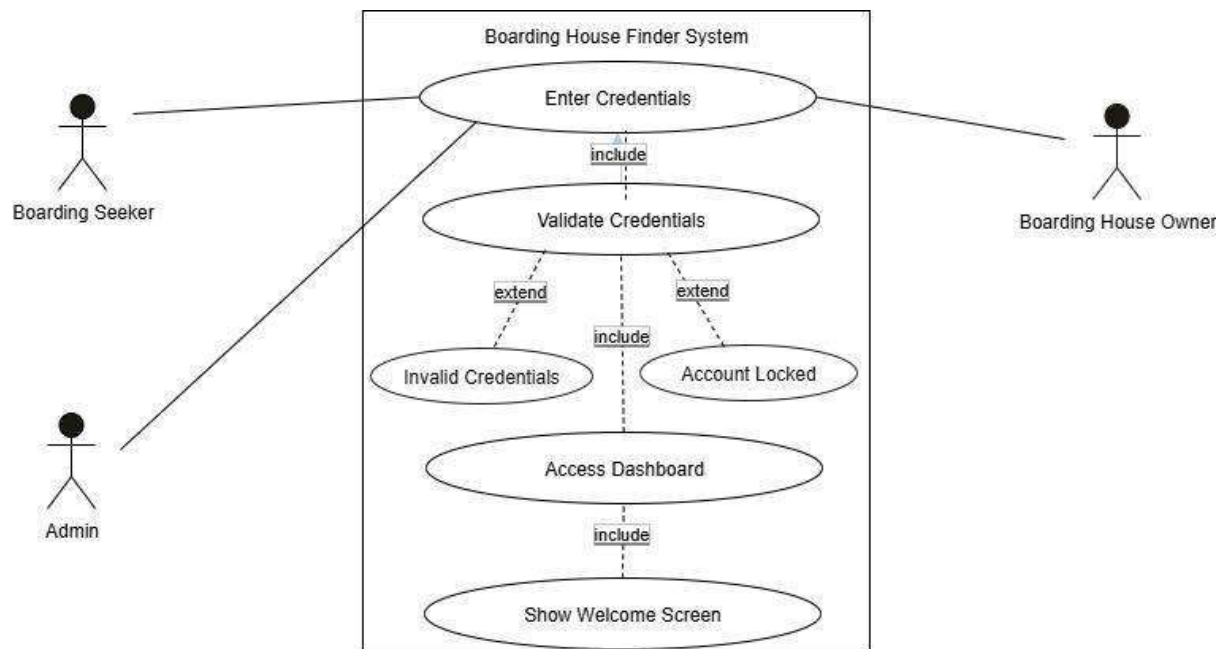 Boarding House Finder System
Enter Credentials
include
Boarding Seeker
Validate Credentials
Boarding House Owner
extend
extend
include
Invalid Credentials
Account Locked
Access Dashboard
Admin
include
Show Welcome Screen